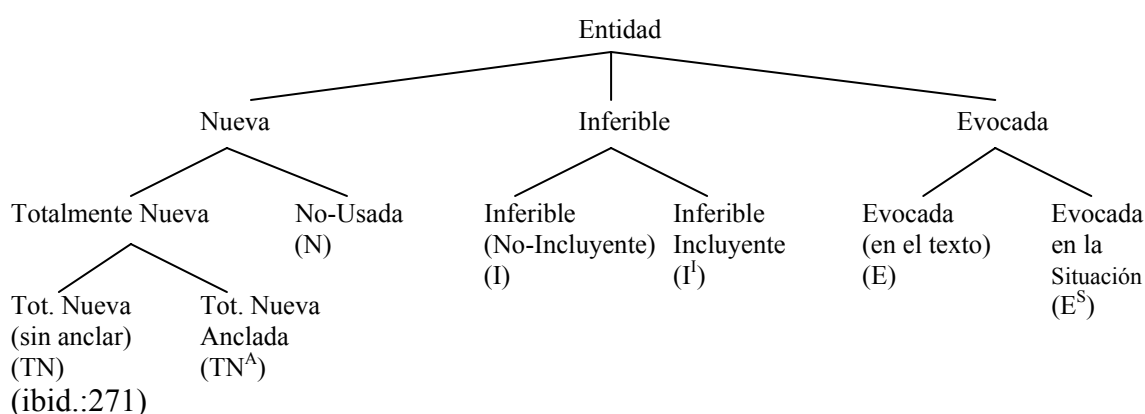 Entidad
Nueva Inferible Evocada
Totalmente Nueva No-Usada Inferible Inferible Evocada Evocada
(N) (No-Incluyente) Incluyente (en el texto) en la
(I) (I^I) (E) Situación
(E^S)
Tot. Nueva Tot. Nueva
(sin anclar) Anclada
(TN) (TN^A)
(ibid.:271)